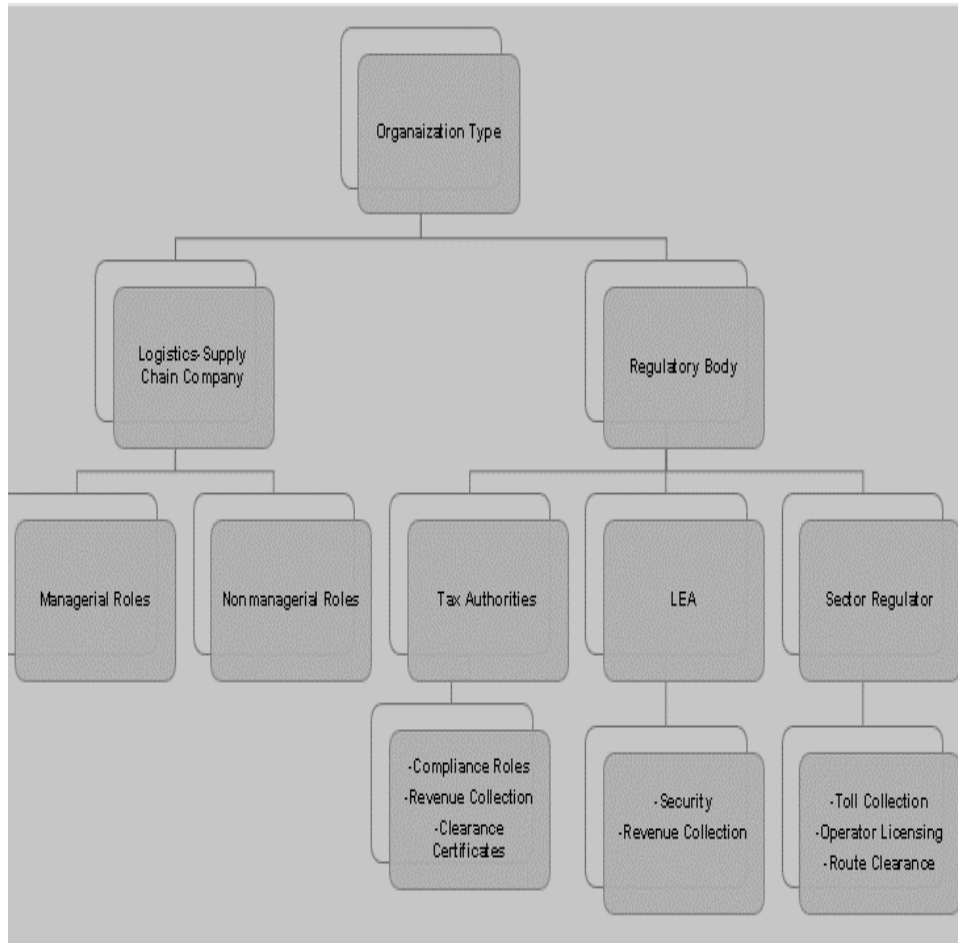 Organaization Type
Logistics-Supply
Chain Company
Regulatory Body
Managerial Roles
Nonmanagerial Roles
Tax Authorities
LEA
Sector Regulator
-Compliance Roles
-Revenue Collection
-Clearance
Certificates
-Security
-Revenue Collection
-Toll Collection
-Operator Licensing
-Route Clearance